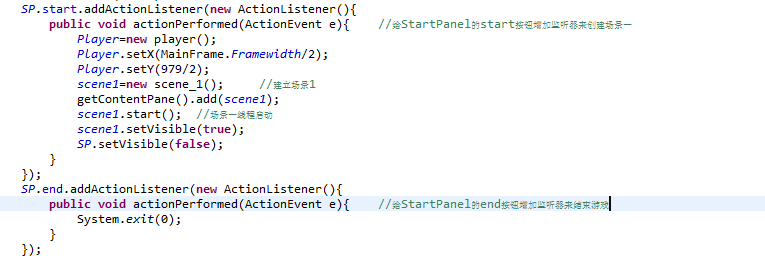 SP.start.addActionListener(new ActionListener(){
public void actionPerformed(ActionEvent e){ //给StartPanel的start按钮增加监听器来创建场景一
Player=new player();
Player.setX(MainFrame.Framewidth/2);
Player.setY(979/2);
scene1=new scene_1(); //建立场景1
getContentPane().add(scene1);
scene1.start(); //场景一线程启动
scene1.setVisible(true);
SP.setVisible(false);
}
});
SP.end.addActionListener(new ActionListener(){
public void actionPerformed(ActionEvent e){ //给StartPanel的end按钮增加监听器来结束游戏
System.exit(0);
}
});